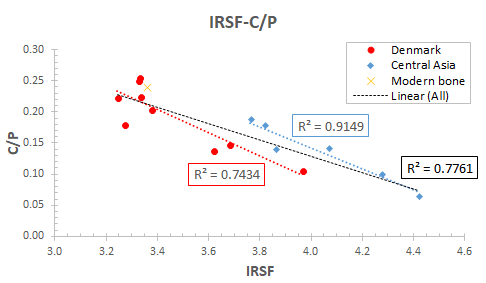 IRSF-C/P
0.30
0.25
0.20
0.15
0.10
0.05
0.00
C/P
Denmark
Central Asia
Modern bone
Linear (All)
R² = 0.9149
R² = 0.7761
R² = 0.7434
3.0 3.2 3.4 3.6 3.8 4.0 4.2 4.4 4.6
IRSF